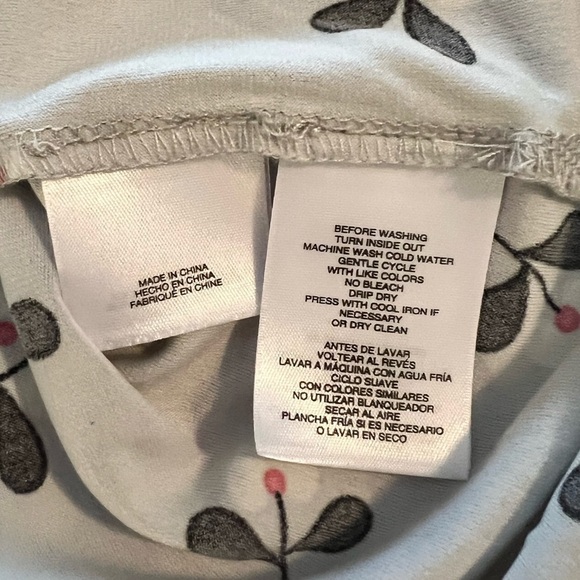 MADE IN CHINA
HECHO EN CHINA
FABRIQUÉ EN CHINE
BEFORE WASHING
TURN INSIDE OUT
MACHINE WASH COLD WATER
GENTLE CYCLE
WITH LIKE COLORS
NO BLEACH
DRIP DRY
PRESS WITH COOL IRON IF
NECESSARY
OR DRY CLEAN
ANTES DE LAVAR
VOLTEAR AL REVÉS
LAVAR A MÁQUINA CON AGUA FRÍA
CICLO SUAVE
CON COLORES SIMILARES
NO UTILIZAR BLANQUEADOR
SECAR AL AIRE
PLANCHA FRÍA SI ES NECESARIO
O LAVAR EN SECO